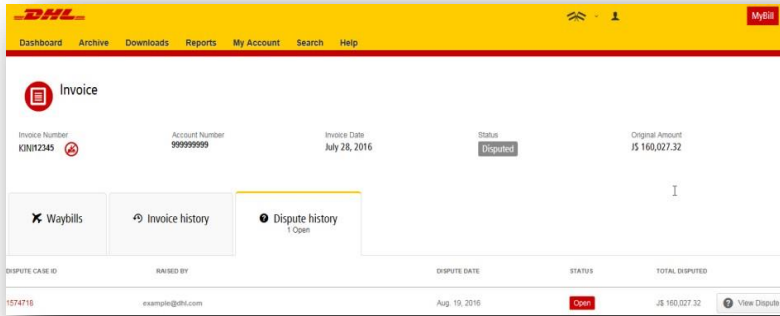 DHL
MyBill
Dashboard Archive Downloads Reports My Account Search Help
Invoice
Invoice Number Account Number Invoice Date Status Original Amount
KINI12345 999999999 July 28, 2016 Disputed J$ 160,027.32
Waybills Invoice history Dispute history
1 Open
DISPUTE CASE ID RAISED BY DISPUTE DATE STATUS TOTAL DISPUTED
1574718 example@dhl.com Aug. 19, 2016 Open J$ 160,027.32 View Dispute